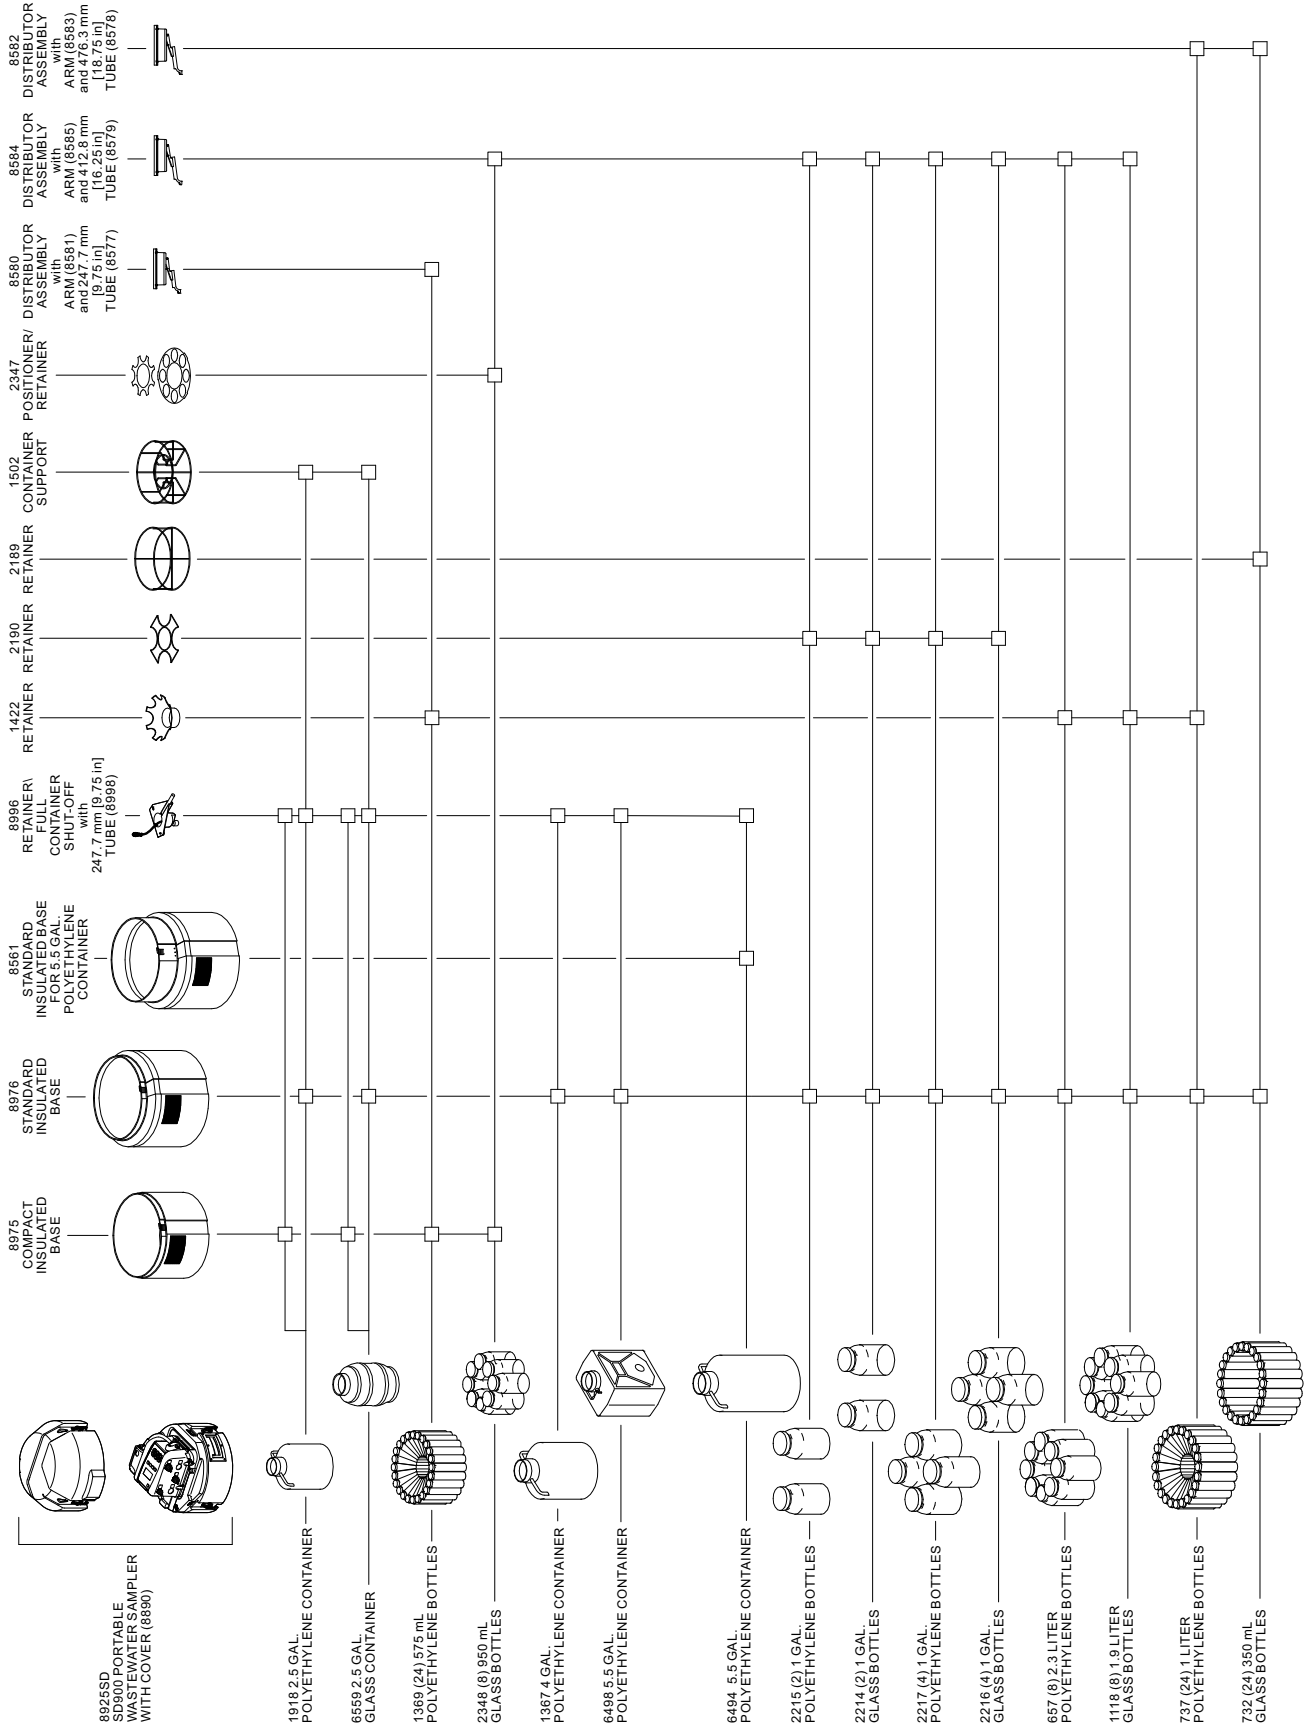 8582
DISTRIBUTOR
ASSEMBLY
with
ARM (8583)
and 476.3 mm
[18.75 in]
TUBE (8578)
8584
DISTRIBUTOR
ASSEMBLY
with
ARM (8585)
and 412.8 mm
[16.25 in]
TUBE (8579)
8580
DISTRIBUTOR
ASSEMBLY
with
ARM (8581)
and 247.7 mm
[9.75 in]
TUBE (8577)
2347
POSITIONER/
RETAINER
1502
CONTAINER
SUPPORT
2189
RETAINER
2190
RETAINER
1422
RETAINER
8996
RETAINER\
FULL
CONTAINER
SHUT-OFF
with
247.7 mm [9.75 in]
TUBE (8998)
8561
STANDARD
INSULATED BASE
FOR 5.5 GAL.
POLYETHYLENE
CONTAINER
8976
STANDARD
INSULATED
BASE
8975
COMPACT
INSULATED
BASE
8925SD
SD900 PORTABLE
WASTEWATER SAMPLER
WITH COVER (8890)
1918 2.5 GAL.
POLYETHYLENE CONTAINER
6559 2.5 GAL.
GLASS CONTAINER
1369 (24) 575 mL
POLYETHYLENE BOTTLES
2348 (8) 950 mL
GLASS BOTTLES
1367 4 GAL.
POLYETHYLENE CONTAINER
6498 5.5 GAL.
POLYETHYLENE CONTAINER
6494 5.5 GAL.
POLYETHYLENE CONTAINER
2215 (2) 1 GAL.
POLYETHYLENE BOTTLES
2214 (2) 1 GAL.
GLASS BOTTLES
2217 (4) 1 GAL.
POLYETHYLENE BOTTLES
2216 (4) 1 GAL.
GLASS BOTTLES
657 (8) 2.3 LITER
POLYETHYLENE BOTTLES
1118 (8) 1.9 LITER
GLASS BOTTLES
737 (24) 1 LITER
POLYETHYLENE BOTTLES
732 (24) 350 mL
GLASS BOTTLES